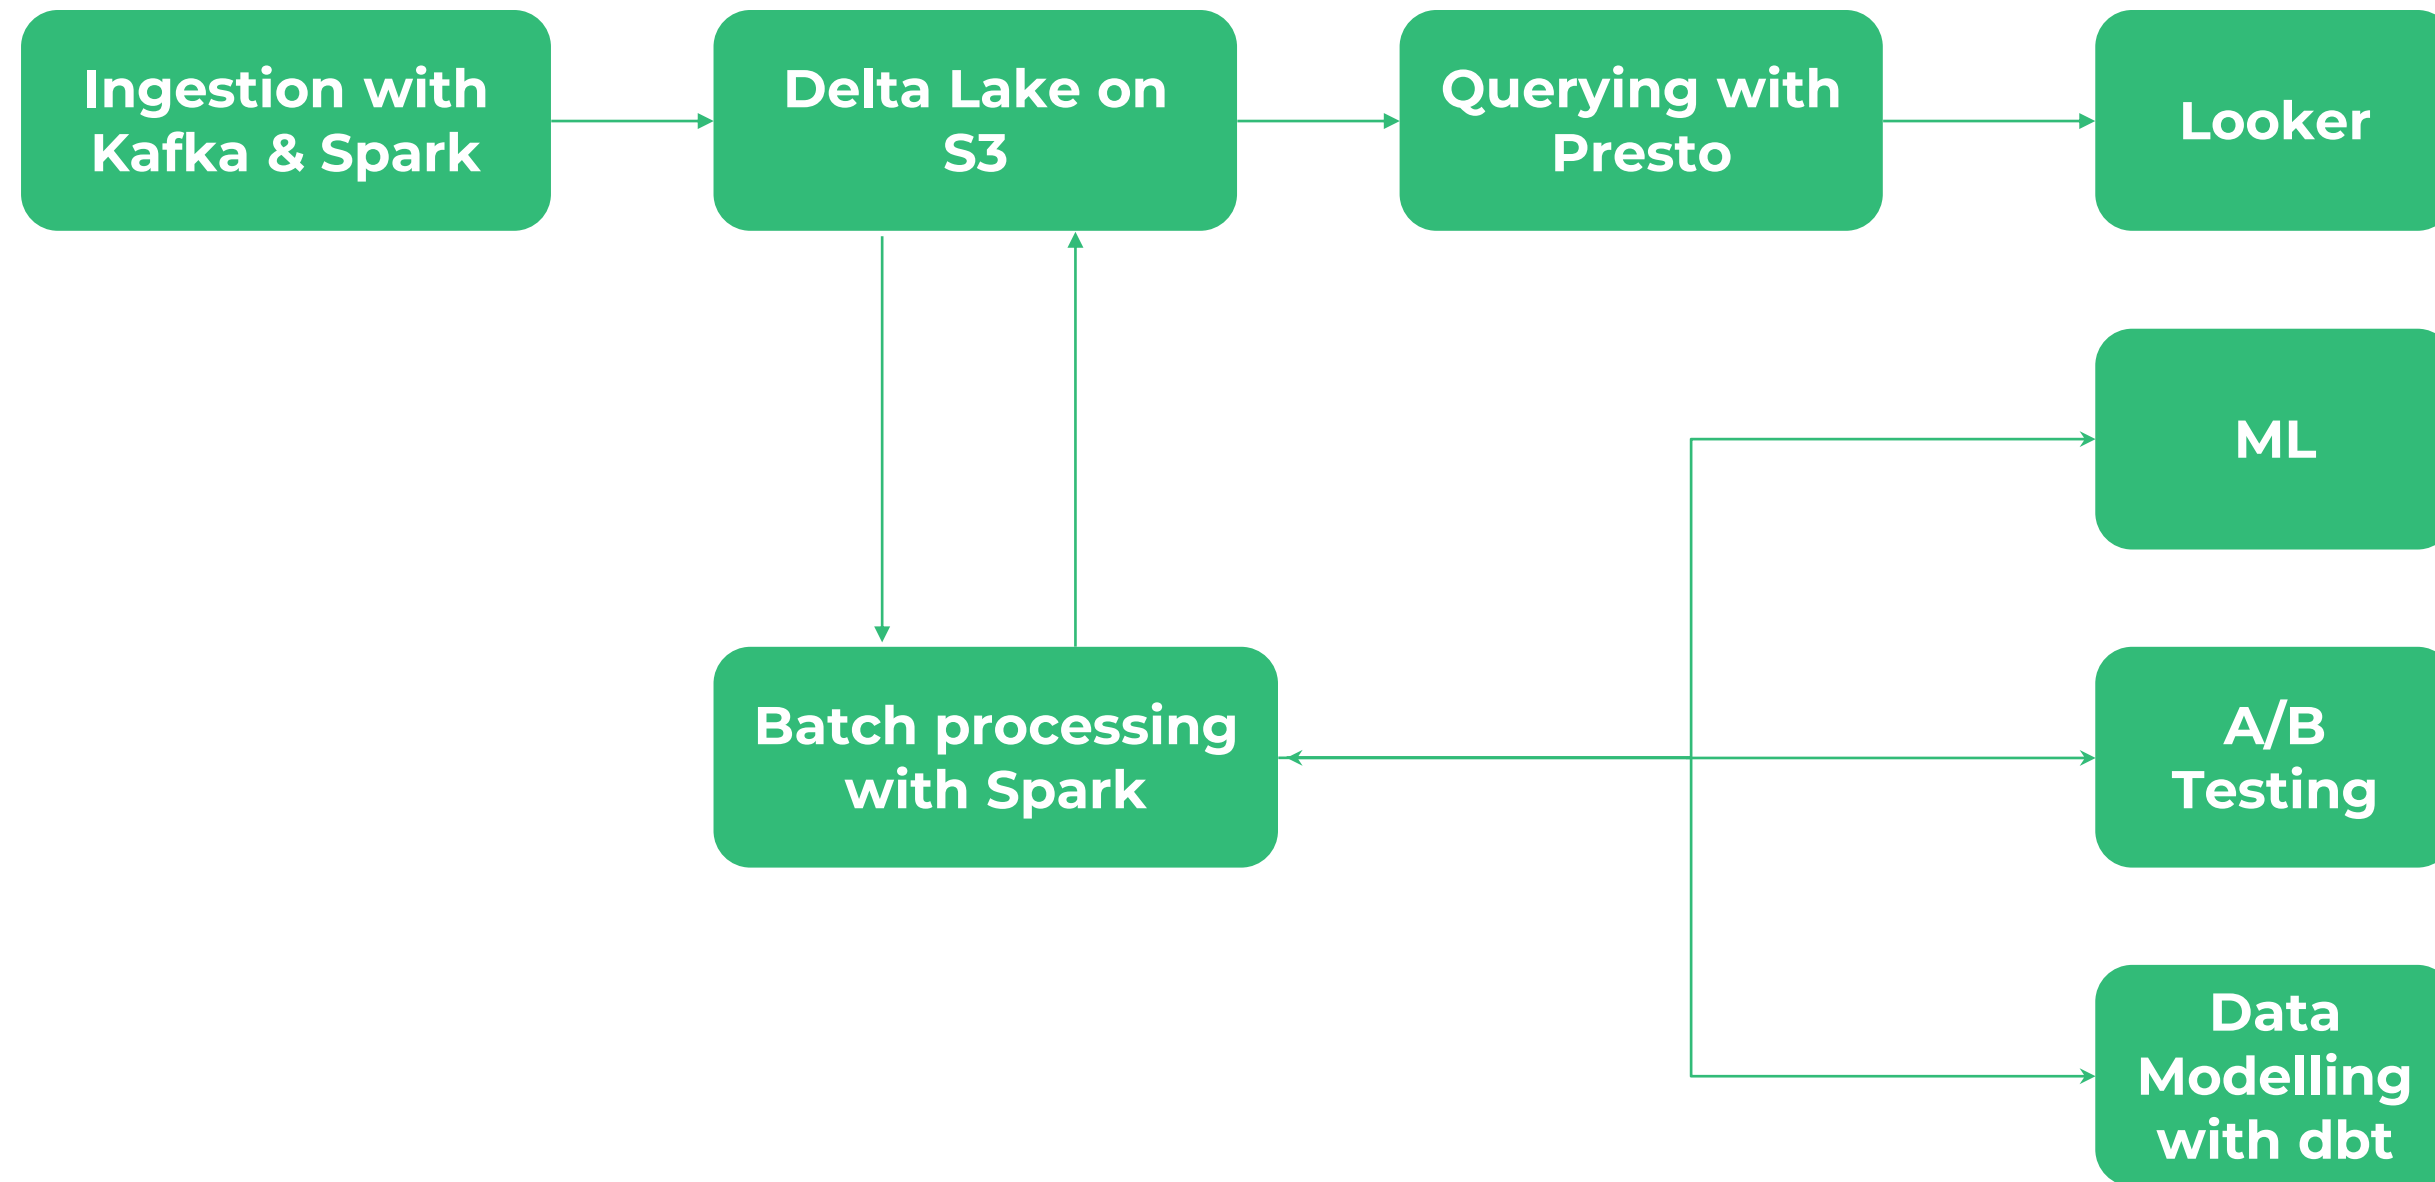 Ingestion with
Kafka & Spark
Delta Lake on
S3
Querying with
Presto
Looker
ML
Batch processing
with Spark
A/B
Testing
Data
Modelling
with dbt